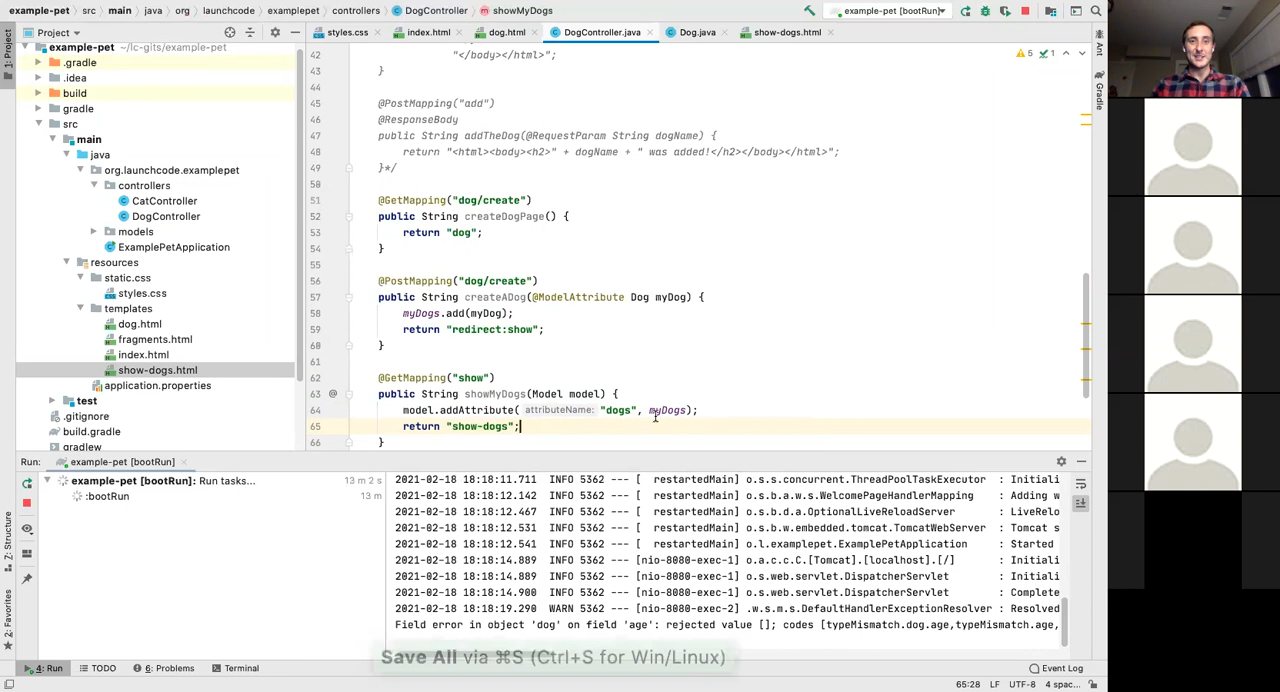 example-pet
src
main
java
org
launchcode
examplepet
controllers
DogController
showMyDogs
example-pet [bootRun]
Project
styles.css
index.html
dog.html
DogController.java
Dog.java
show-dogs.html
1: Project
Ant
Gradle
example-pet ~/lc-gits/example-pet
.gradle
.idea
build
gradle
src
main
java
org.launchcode.examplepet
controllers
CatController
DogController
models
ExamplePetApplication
resources
static.css
styles.css
templates
dog.html
fragments.html
index.html
show-dogs.html
application.properties
test
.gitignore
build.gradle
gradlew
5 1
42 "</body></html>";
43 }
44
45 @PostMapping("add")
46 @ResponseBody
47 public String addTheDog(@RequestParam String dogName) {
48 return "<html><body><h2>" + dogName + " was added!</h2></body></html>";
49 }*/
50
51 @GetMapping("dog/create")
52 public String createDogPage() {
53 return "dog";
54 }
55
56 @PostMapping("dog/create")
57 public String createADog(@ModelAttribute Dog myDog) {
58 myDogs.add(myDog);
59 return "redirect:show";
60 }
61
62 @GetMapping("show")
63 @ public String showMyDogs(Model model) {
64 model.addAttribute( attributeName: "dogs", myDogs);
65 return "show-dogs";
66 }
Run: example-pet [bootRun]
example-pet [bootRun]: Run tasks... 13 m 2 s
:bootRun 13 m
2021-02-18 18:18:11.711 INFO 5362 --- [ restartedMain] o.s.s.concurrent.ThreadPoolTaskExecutor : Initiali
2021-02-18 18:18:12.142 INFO 5362 --- [ restartedMain] o.s.b.a.w.s.WelcomePageHandlerMapping : Adding w
2021-02-18 18:18:12.467 INFO 5362 --- [ restartedMain] o.s.b.d.a.OptionalLiveReloadServer : LiveRelo
2021-02-18 18:18:12.531 INFO 5362 --- [ restartedMain] o.s.b.w.embedded.tomcat.TomcatWebServer : Tomcat s
2021-02-18 18:18:12.541 INFO 5362 --- [ restartedMain] o.l.examplepet.ExamplePetApplication : Started
2021-02-18 18:18:14.889 INFO 5362 --- [nio-8080-exec-1] o.a.c.c.C.[Tomcat].[localhost].[/] : Initiali
2021-02-18 18:18:14.889 INFO 5362 --- [nio-8080-exec-1] o.s.web.servlet.DispatcherServlet : Initiali
2021-02-18 18:18:14.900 INFO 5362 --- [nio-8080-exec-1] o.s.web.servlet.DispatcherServlet : Complete
2021-02-18 18:18:19.290 WARN 5362 --- [nio-8080-exec-2] .w.s.m.s.DefaultHandlerExceptionResolver : Resolved
Field error in object 'dog' on field 'age': rejected value []; codes [typeMismatch.dog.age,typeMismatch.age,
Save All via ⌘S (Ctrl+S for Win/Linux)
Z: Structure
2: Favorites
4: Run
TODO
6: Problems
Terminal
Event Log
65:28 LF UTF-8 4 spac...